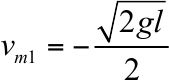 v_{m1} = -\frac{\sqrt{2gl}}{2}